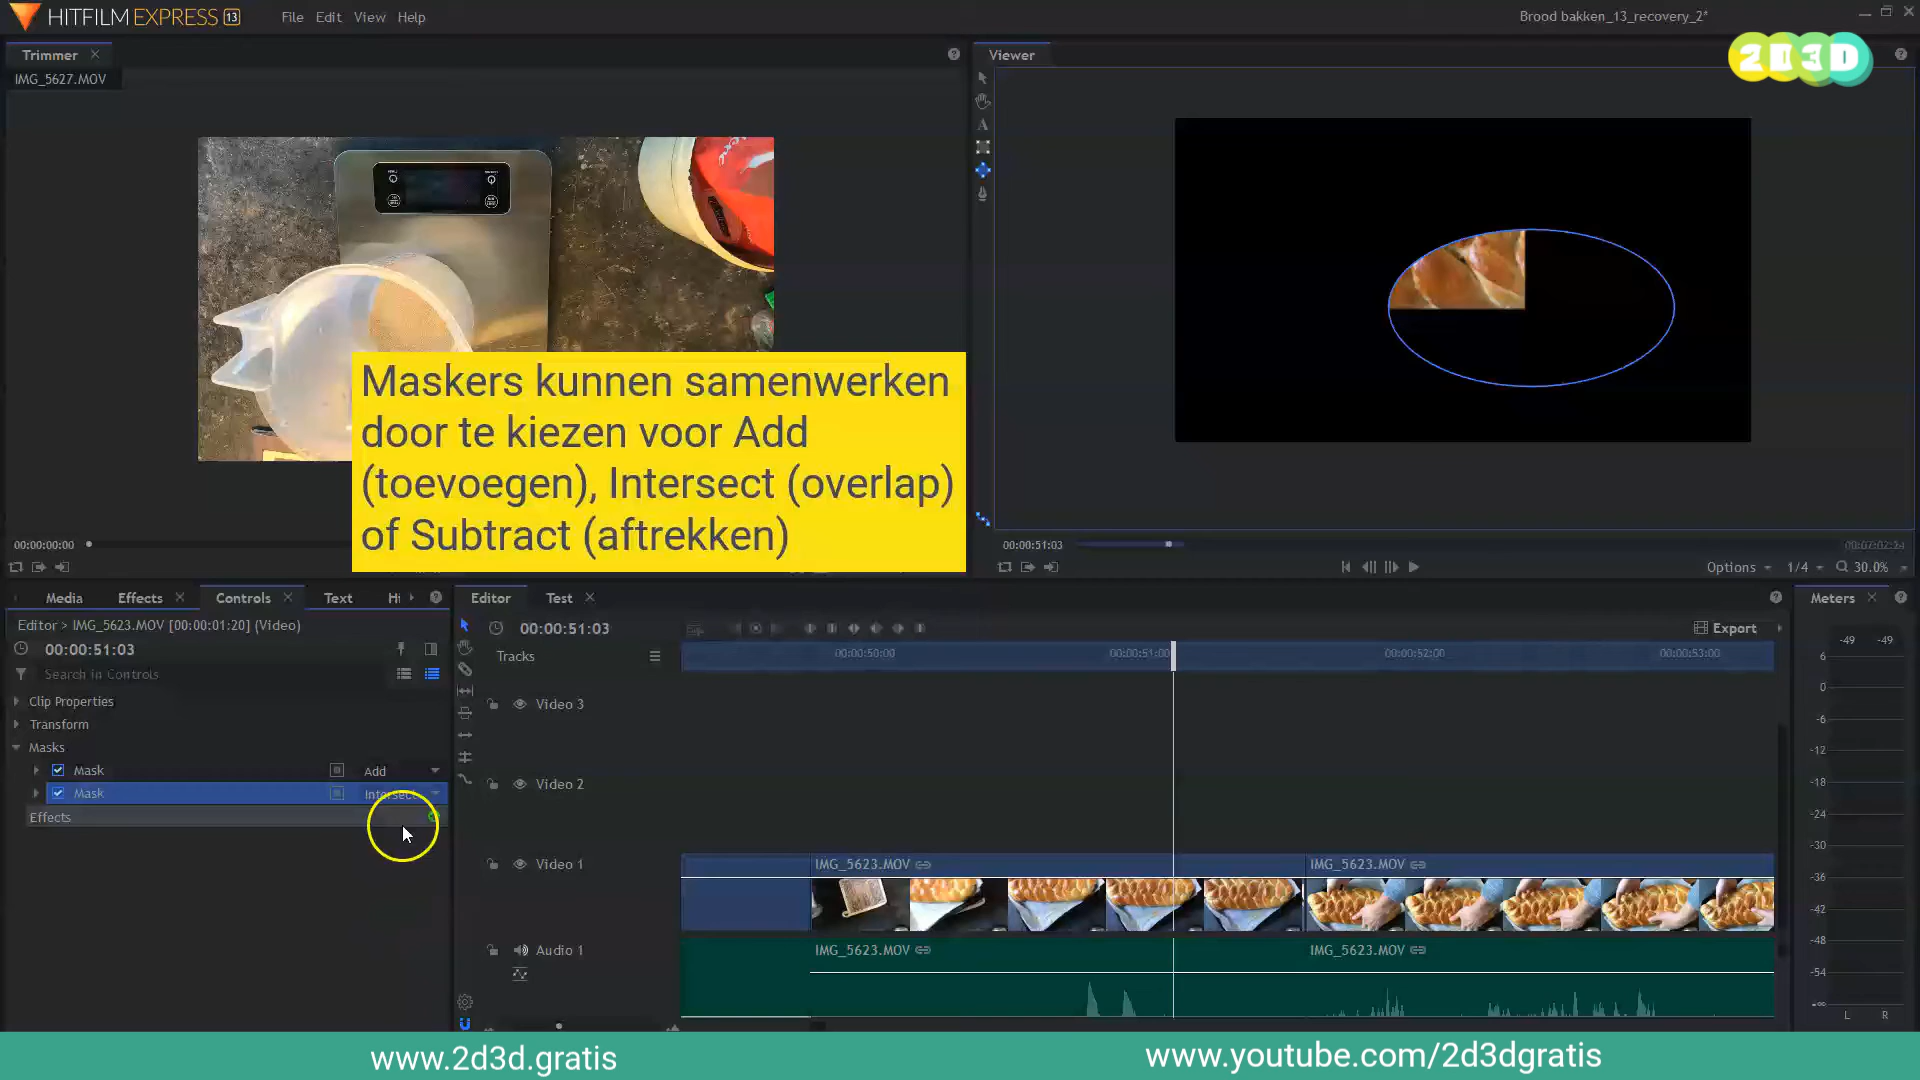 HITFILM EXPRESS 13
File Edit View Help
Brood bakken_13_recovery_2*
Trimmer
Viewer
2D3D
IMG_5627.MOV
Maskers kunnen samenwerken
door te kiezen voor Add
(toevoegen), Intersect (overlap)
of Subtract (aftrekken)
00:00:00:00
00:00:51:03
00:07:02:24
Options 1/4 30.0%
Media Effects Controls Text Hi
Editor Test
Meters
Editor > IMG_5623.MOV [00:00:01:20] (Video)
00:00:51:03
00:00:51:03
Export
-49 -49
Tracks
00:00:50:00 00:00:51:00 00:00:52:00 00:00:53:00
Search in Controls
Clip Properties
Transform
Masks
Mask Add
Mask Intersect
Effects
Video 3
Video 2
Video 1
IMG_5623.MOV IMG_5623.MOV
Audio 1
IMG_5623.MOV IMG_5623.MOV
6
0
-6
-12
-18
-24
-30
-36
-42
-48
-54
-∞
L R
www.2d3d.gratis
www.youtube.com/2d3dgratis